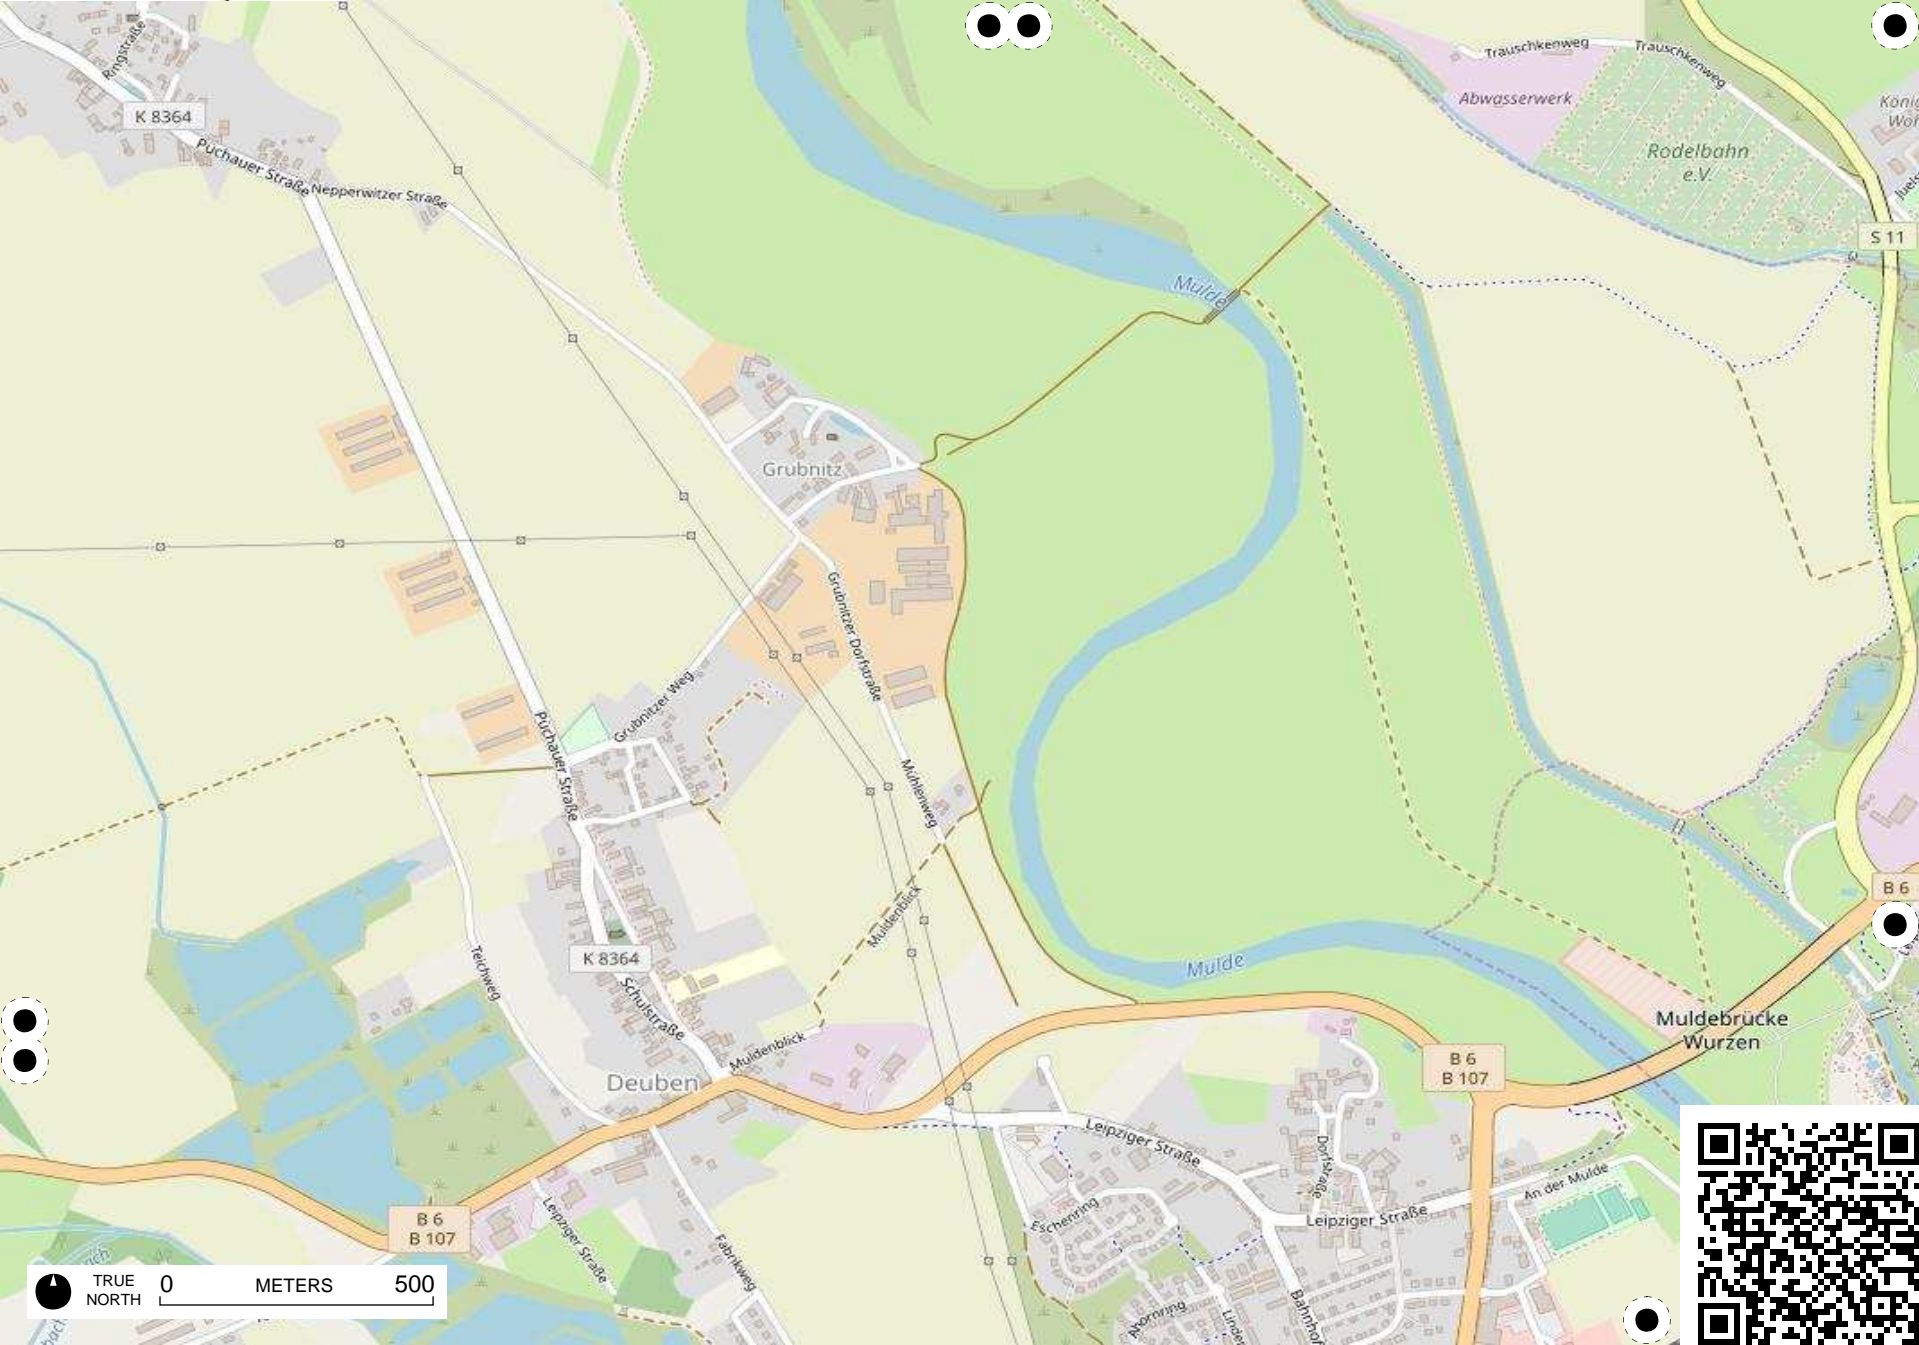 Ringstraße
K 8364
Püchauer Straße
Nepperwitzer Straße
Trauschkenweg
Trauschkenweg
Abwasserwerk
Rodelbahn
e.V.
S 11
Mulde
Grubnitz
Grubnitzer Dorfstraße
Grubnitzer Weg
Püchauer Straße
Mühlenweg
Muldenblick
B 6
K 8364
Teichweg
Schulstraße
Mulde
Muldebrücke
Wurzen
Muldenblick
Deuben
B 6
B 107
Leipziger Straße
Dorfstraße
An der Mulde
Eschenring
Leipziger Straße
B 6
B 107
Leipziger Straße
Fabrikweg
Ahornring
TRUE
NORTH
0 METERS 500